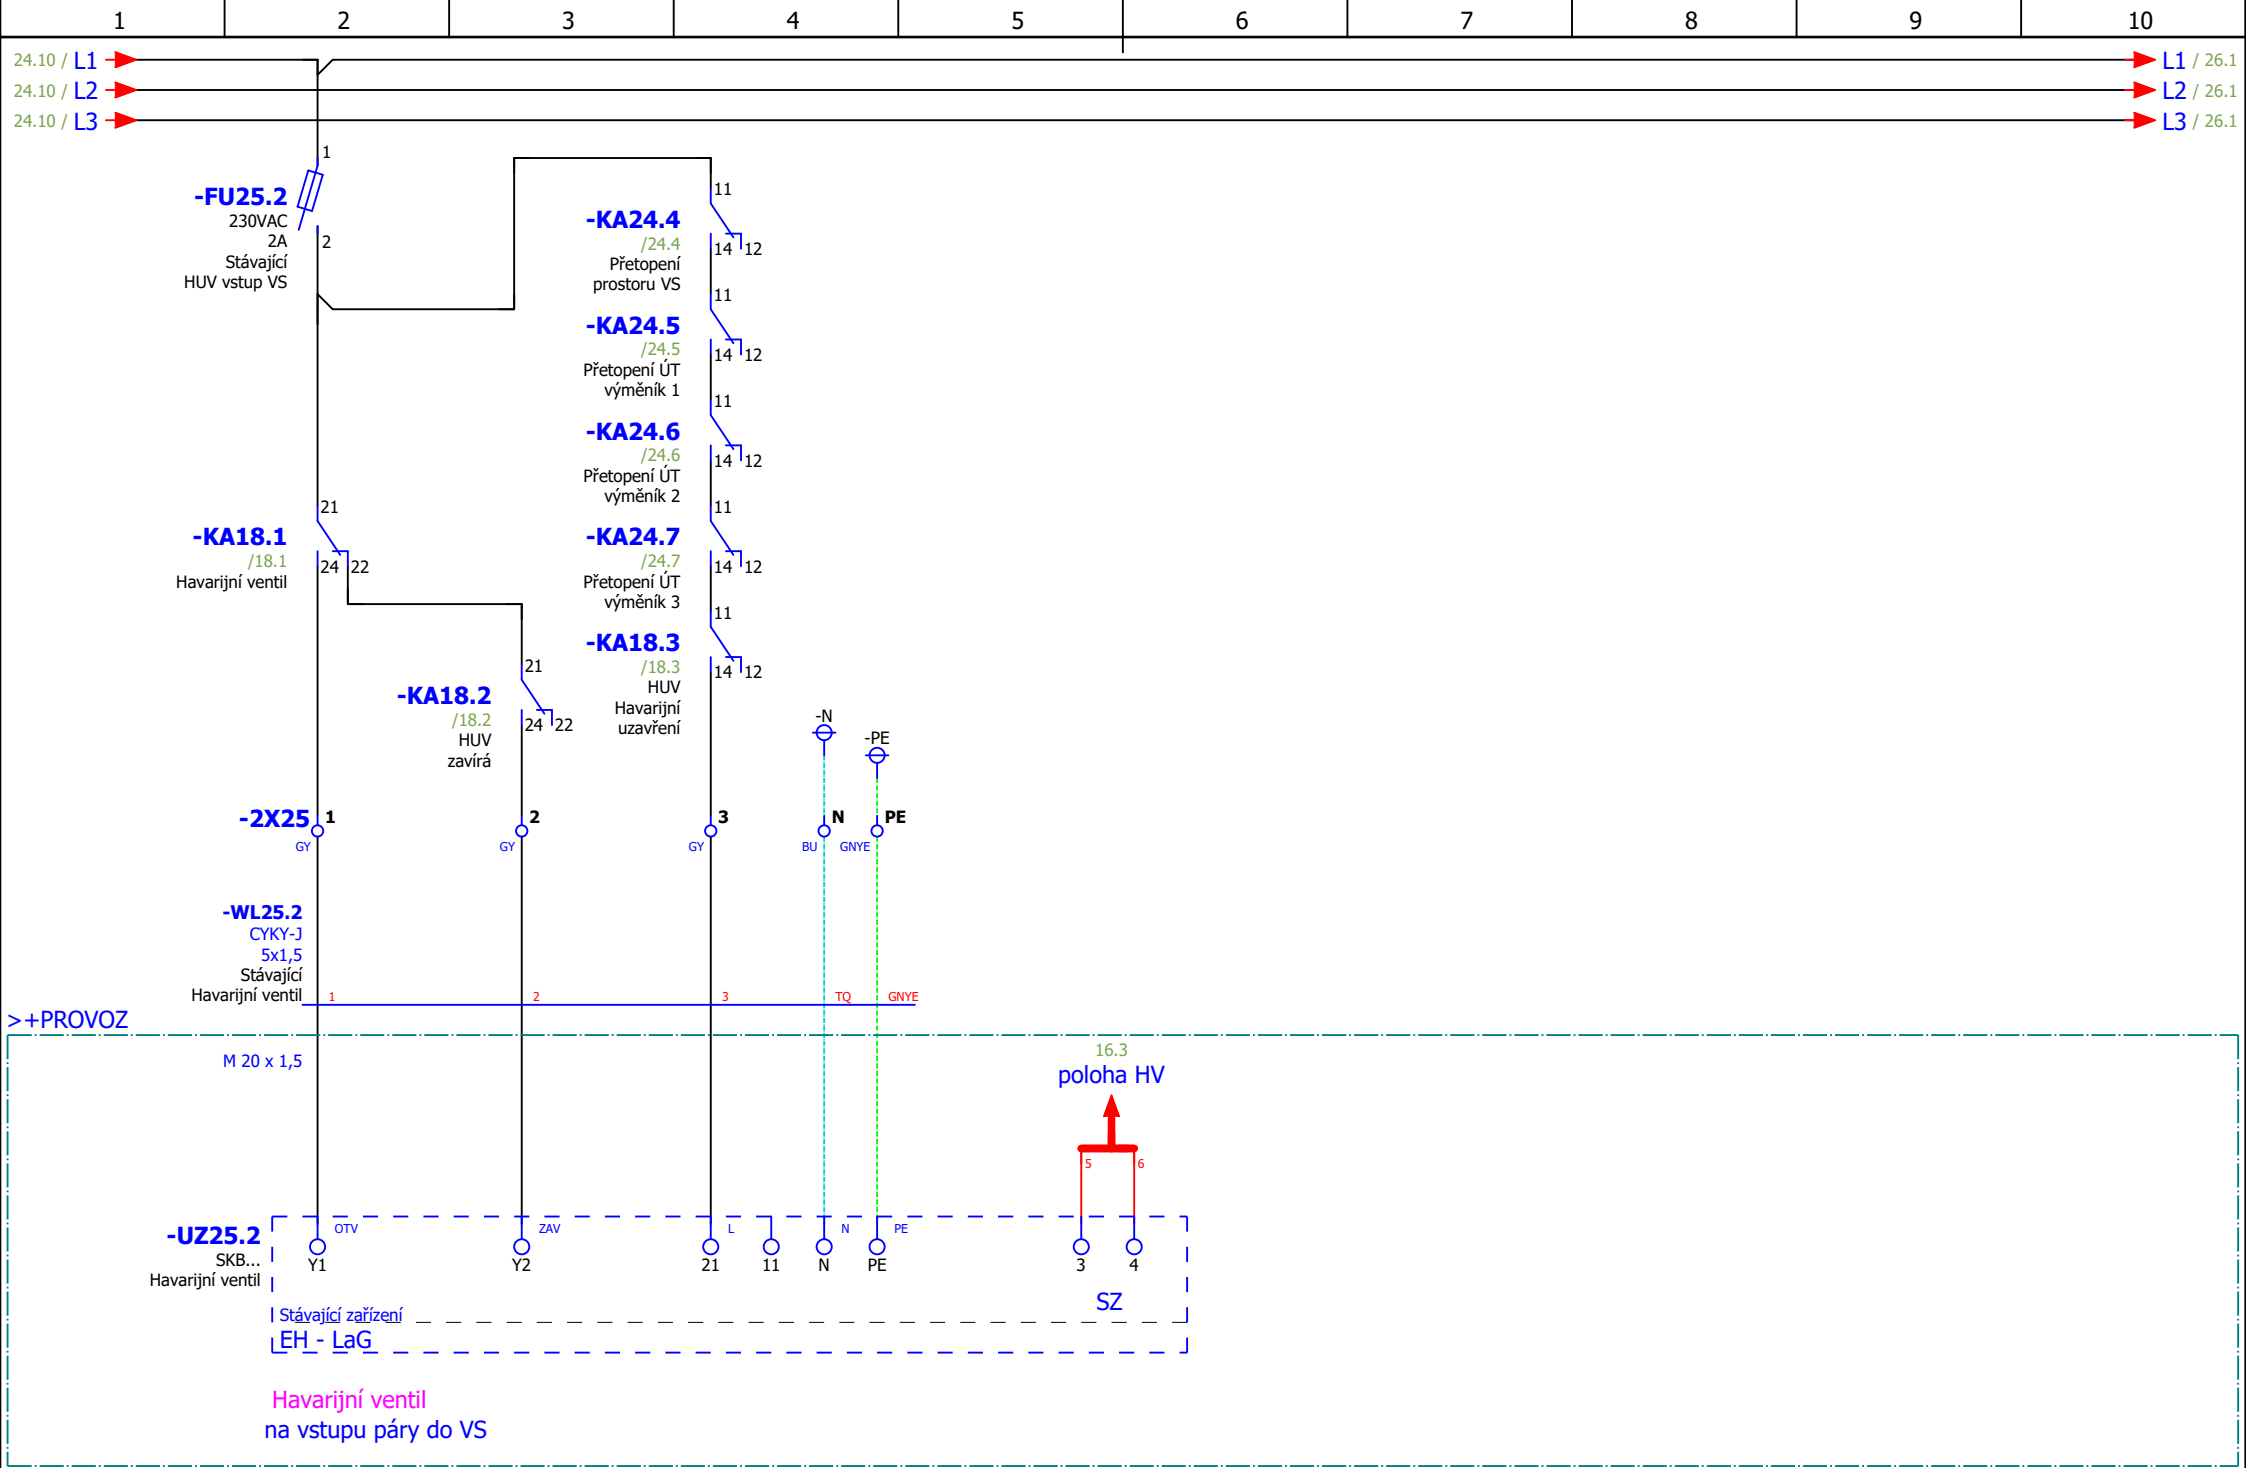 1 2 3 4 5 6 7 8 9 10
24.10 / L1 L1 / 26.1
24.10 / L2 L2 / 26.1
24.10 / L3 L3 / 26.1
1
-FU25.2
230VAC
2A
2
Stávající
HUV vstup VS
11
-KA24.4
/24.4
14 12
Přetopení
prostoru VS
11
-KA24.5
/24.5
14 12
Přetopení ÚT
výměník 1
11
-KA24.6
/24.6
14 12
Přetopení ÚT
výměník 2
11
-KA24.7
/24.7
14 12
Přetopení ÚT
výměník 3
11
-KA18.3
/18.3
14 12
HUV
Havarijní
uzavření
21
-KA18.1
/18.1
24 22
Havarijní ventil
21
-KA18.2
/18.2
24 22
HUV
zavírá
-N
-PE
-2X25 1 2 3 N PE
GY GY GY BU GNYE
-WL25.2
CYKY-J
5x1,5
Stávající
Havarijní ventil 1 2 3 TQ GNYE
>+PROVOZ
M 20 x 1,5
16.3
poloha HV
5 6
-UZ25.2
SKB...
Havarijní ventil
OTV ZAV L N PE
Y1 Y2 21 11 N PE 3 4
SZ
Stávající zařízení
EH - LaG
Havarijní ventil
na vstupu páry do VS